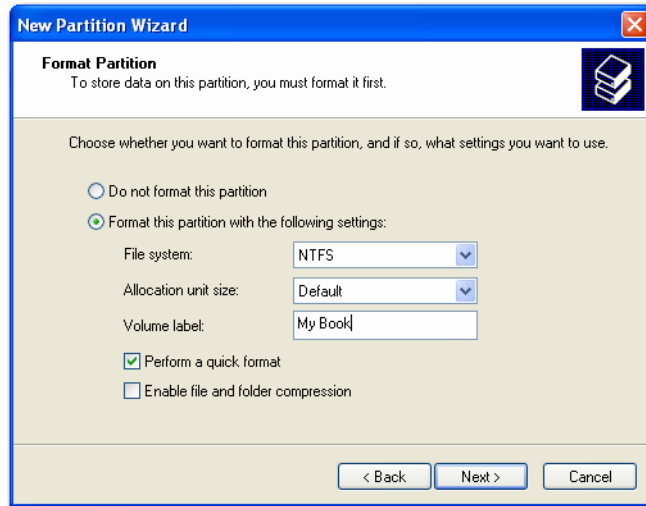 New Partition Wizard
Format Partition
To store data on this partition, you must format it first.
Choose whether you want to format this partition, and if so, what settings you want to use.
Do not format this partition
Format this partition with the following settings:
File system: NTFS
Allocation unit size: Default
Volume label: My Book
Perform a quick format
Enable file and folder compression
< Back Next > Cancel